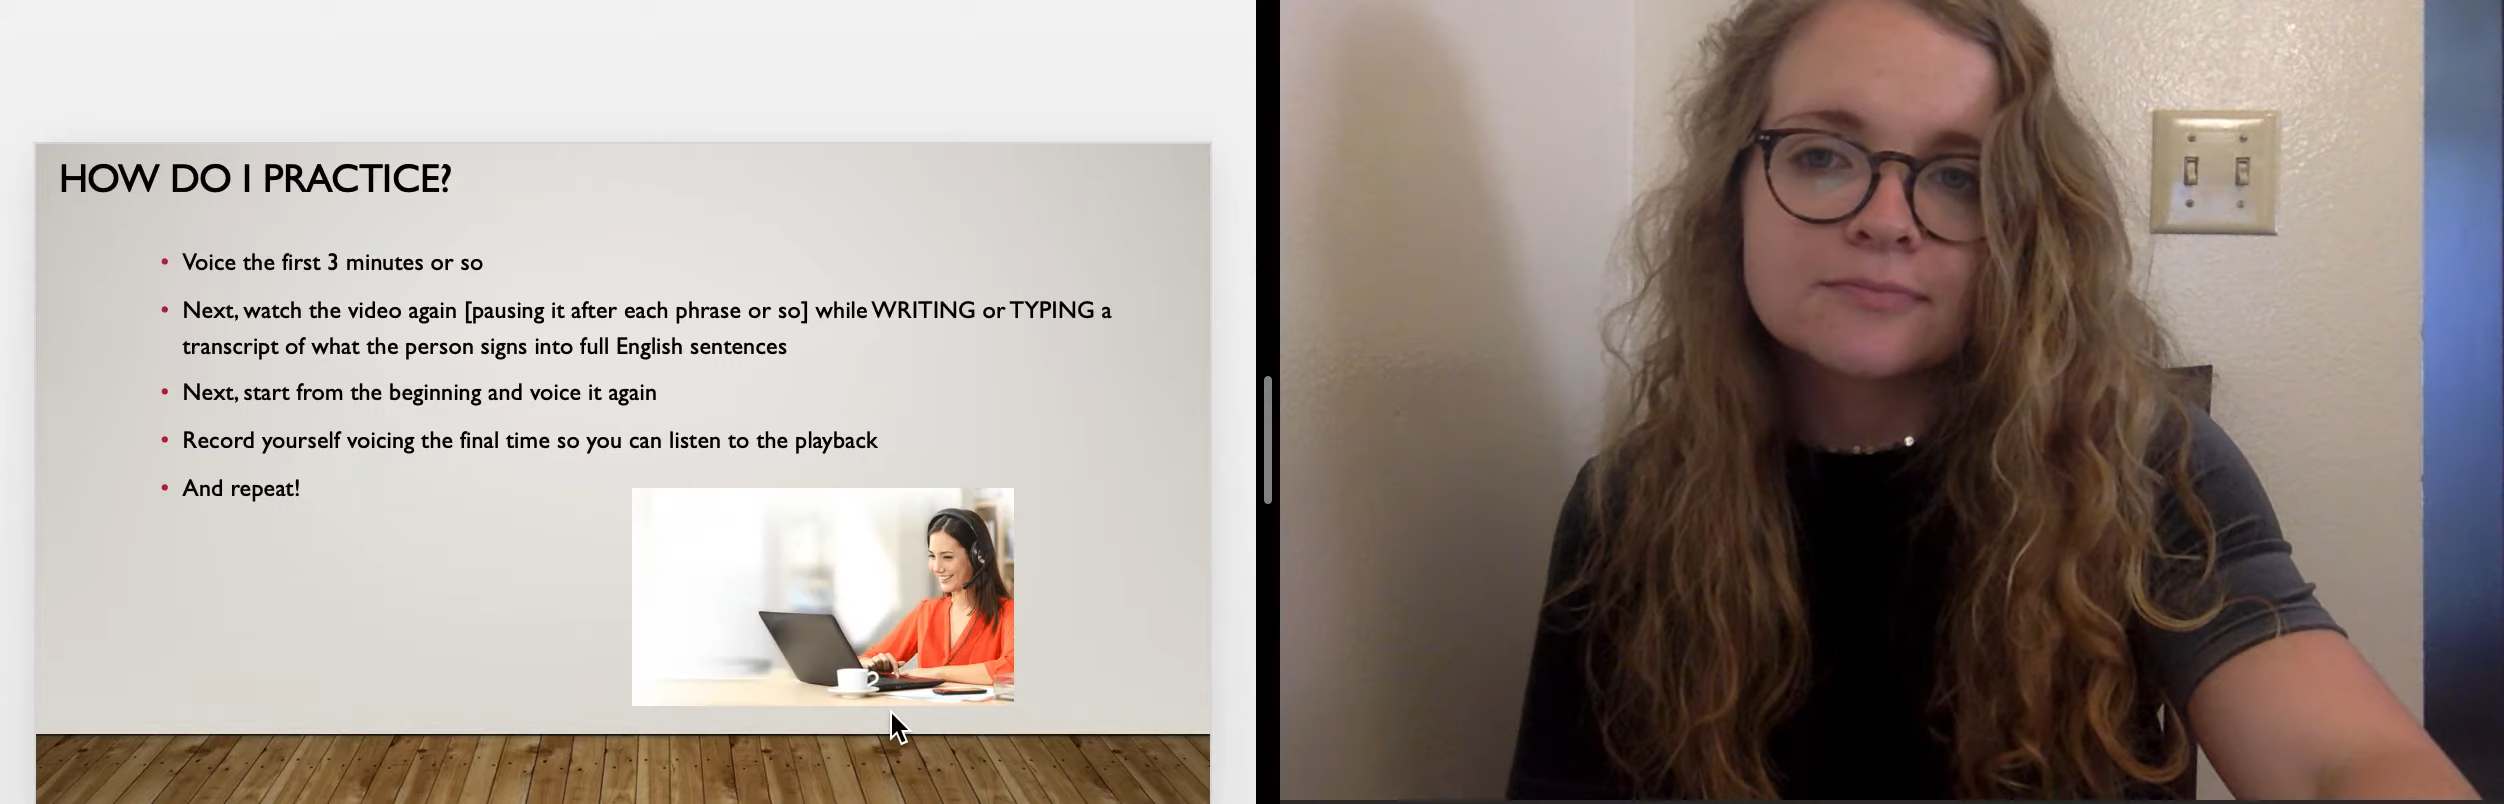 HOW DO I PRACTICE?
• Voice the first 3 minutes or so
• Next, watch the video again [pausing it after each phrase or so] while WRITING or TYPING a
transcript of what the person signs into full English sentences
• Next, start from the beginning and voice it again
• Record yourself voicing the final time so you can listen to the playback
• And repeat!